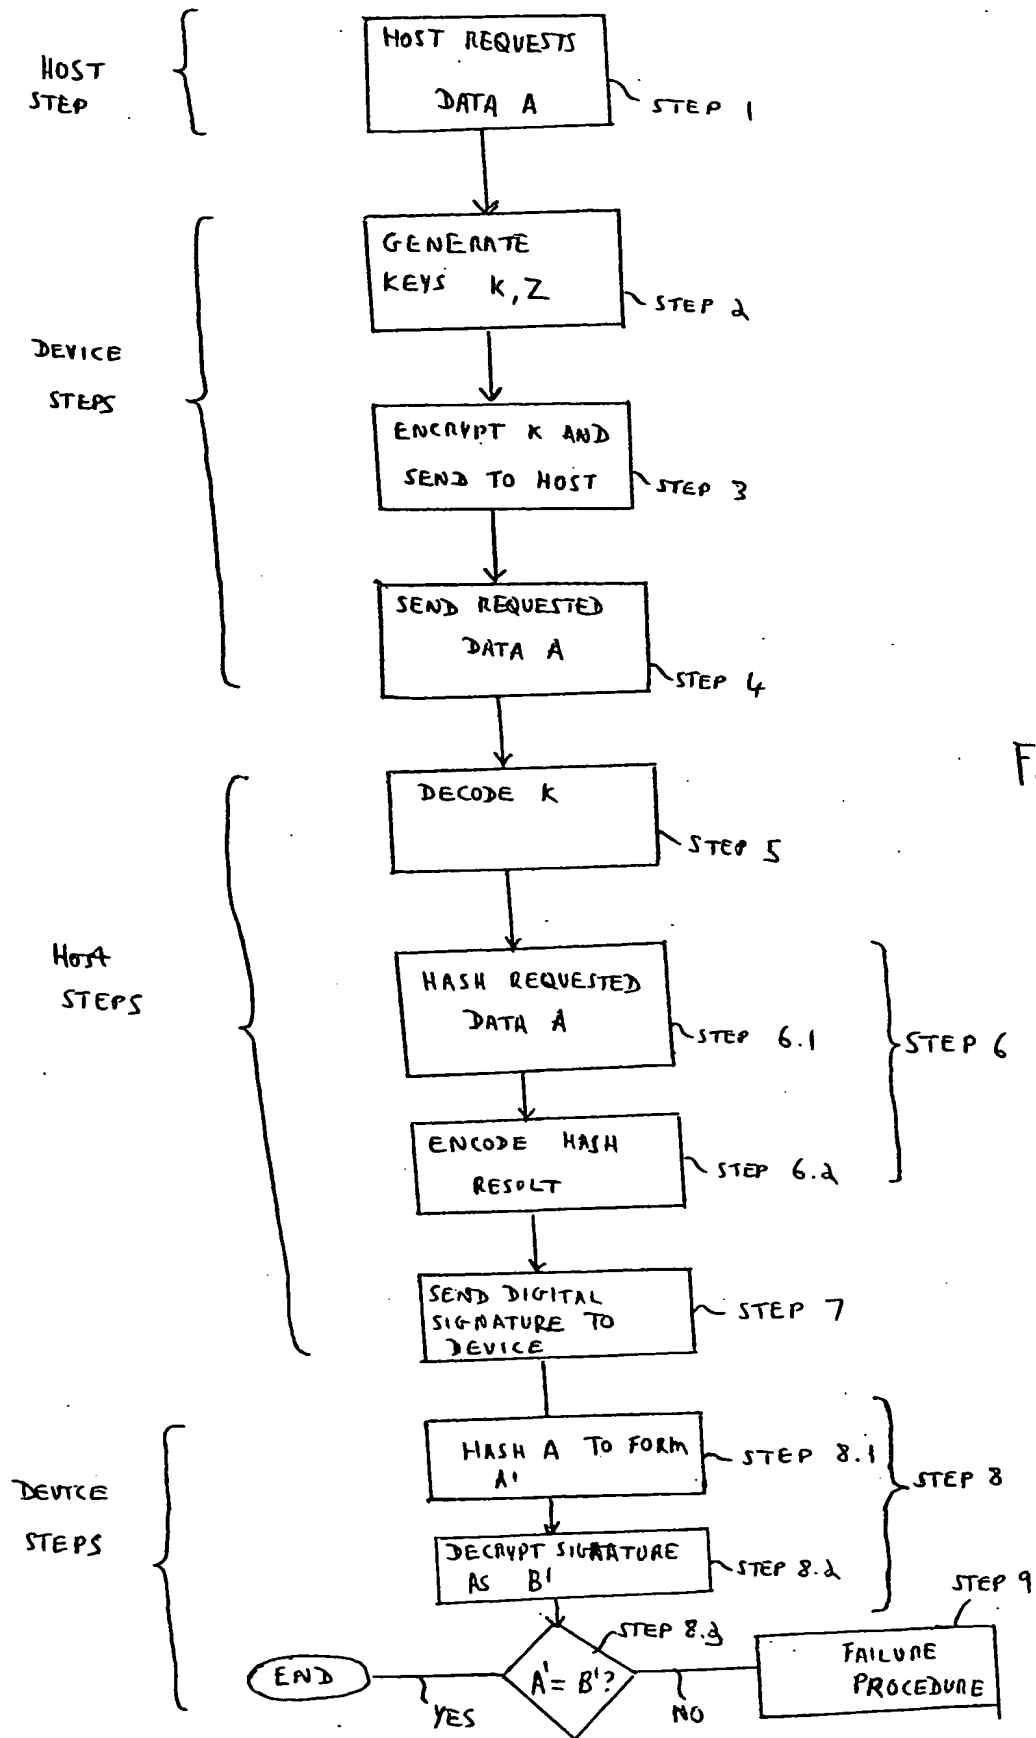 HOST
STEP
HOST REQUESTS
DATA A
STEP 1
GENERATE
KEYS K, Z
STEP 2
DEVICE
STEPS
ENCRYPT K AND
SEND TO HOST
STEP 3
SEND REQUESTED
DATA A
STEP 4
DECODE K
STEP 5
HOST
STEPS
HASH REQUESTED
DATA A
STEP 6.1
STEP 6
ENCODE HASH
RESULT
STEP 6.2
SEND DIGITAL
SIGNATURE TO
DEVICE
STEP 7
HASH A TO FORM
A'
STEP 8.1
STEP 8
DEVICE
STEPS
DECRYPT SIGNATURE
AS B'
STEP 8.2
STEP 9
STEP 8.3
A' = B'?
END
YES
NO
FAILURE
PROCEDURE